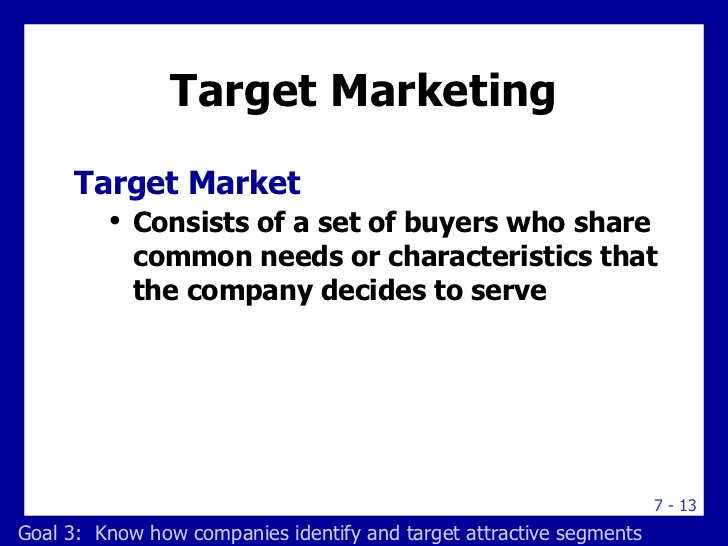 Target Marketing
Target Market
• Consists of a set of buyers who share
common needs or characteristics that
the company decides to serve
7 - 13
Goal 3:  Know how companies identify and target attractive segments